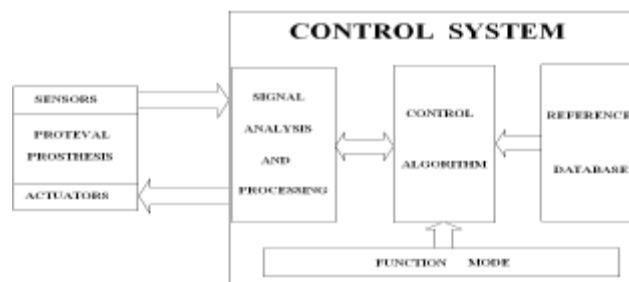 CONTROL SYSTEM
SENSORS
PROTEVAL
PROSTHESIS
ACTUATORS
SIGNAL
ANALYSIS
AND
PROCESSING
CONTROL
ALGORITHM
REFERENCE
DATABASE
FUNCTION MODE